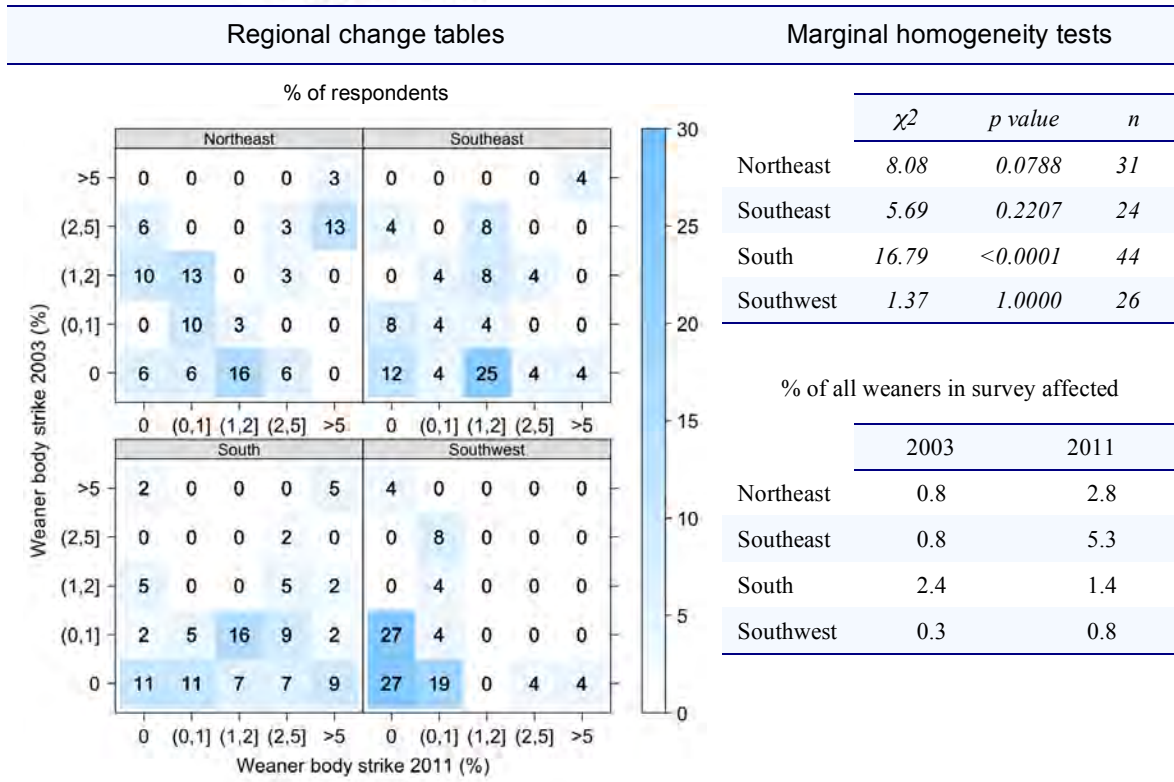 Regional change tables
Marginal homogeneity tests
% of respondents
Northeast Southeast
>5 0 0 0 0 3 0 0 0 0 4
(2,5] 6 0 0 3 13 4 0 8 0 0
(1,2] 10 13 0 3 0 0 4 8 4 0
(0,1] 0 10 3 0 0 8 4 4 0 0
0 6 6 16 6 0 12 4 25 4 4
0 (0,1] (1,2] (2,5] >5 0 (0,1] (1,2] (2,5] >5
South Southwest
>5 2 0 0 0 5 4 0 0 0 0
(2,5] 0 0 0 2 0 0 8 0 0 0
(1,2] 5 0 0 5 2 0 4 0 0 0
(0,1] 2 5 16 9 2 27 4 0 0 0
0 11 11 7 7 9 27 19 0 4 4
0 (0,1] (1,2] (2,5] >5 0 (0,1] (1,2] (2,5] >5
Weaner body strike 2011 (%)
Weaner body strike 2003 (%)
30
25
20
15
10
5
0
χ2 p value n
Northeast 8.08 0.0788 31
Southeast 5.69 0.2207 24
South 16.79 <0.0001 44
Southwest 1.37 1.0000 26
% of all weaners in survey affected
2003 2011
Northeast 0.8 2.8
Southeast 0.8 5.3
South 2.4 1.4
Southwest 0.3 0.8